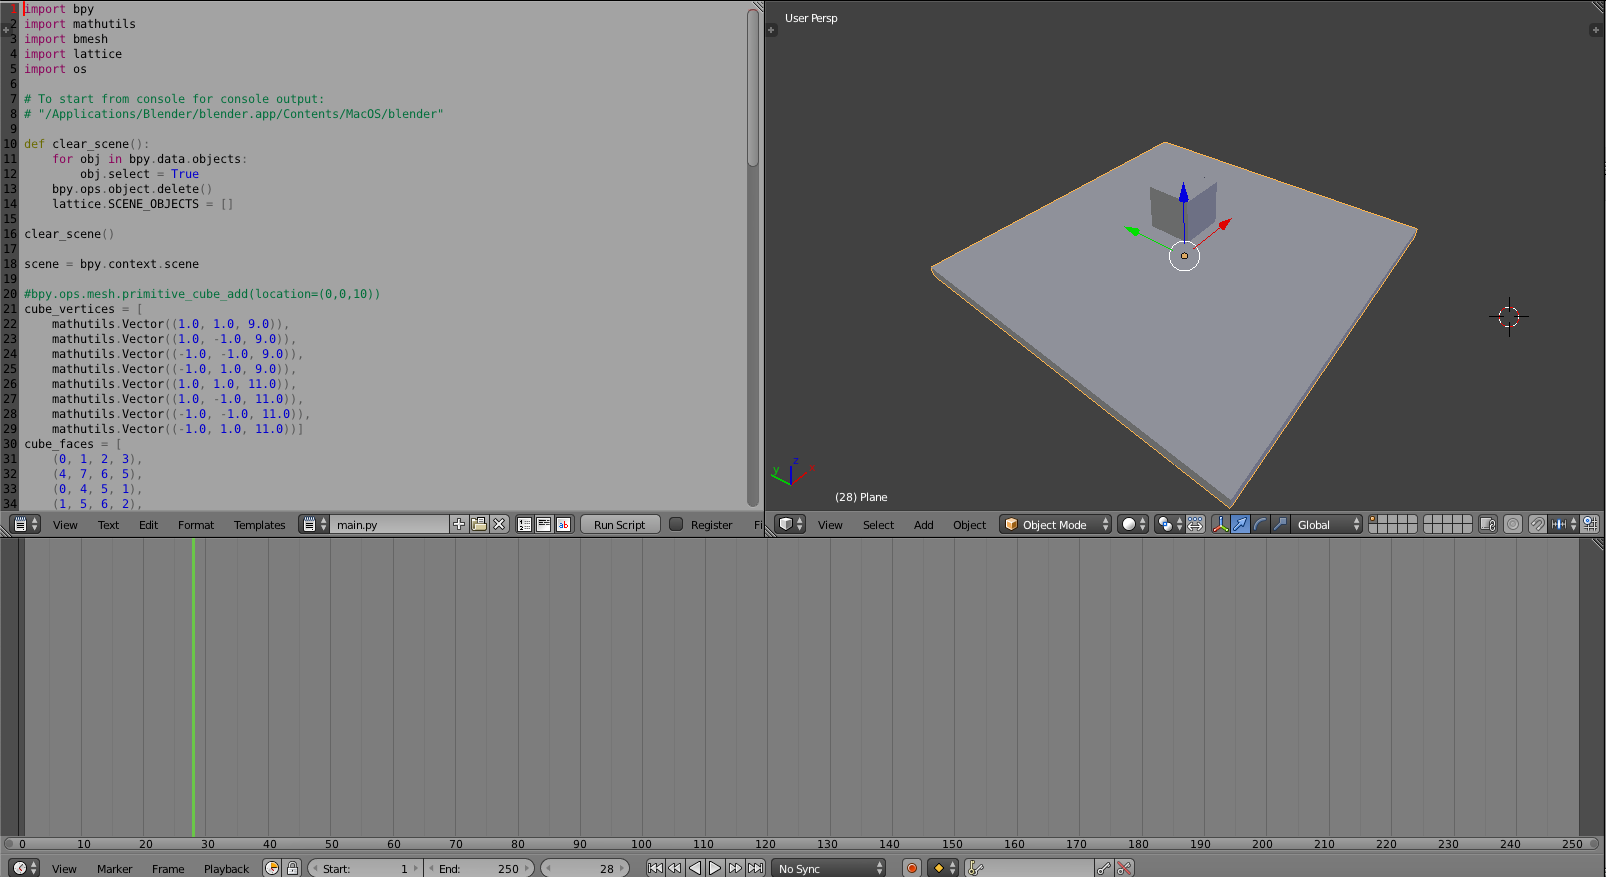 1 import bpy
2 import mathutils
3 import bmesh
4 import lattice
5 import os
6
7 # To start from console for console output:
8 # "/Applications/Blender/blender.app/Contents/MacOS/blender"
9
10 def clear_scene():
11     for obj in bpy.data.objects:
12         obj.select = True
13     bpy.ops.object.delete()
14     lattice.SCENE_OBJECTS = []
15
16 clear_scene()
17
18 scene = bpy.context.scene
19
20 #bpy.ops.mesh.primitive_cube_add(location=(0,0,10))
21 cube_vertices = [
22     mathutils.Vector((1.0, 1.0, 9.0)),
23     mathutils.Vector((1.0, -1.0, 9.0)),
24     mathutils.Vector((-1.0, -1.0, 9.0)),
25     mathutils.Vector((-1.0, 1.0, 9.0)),
26     mathutils.Vector((1.0, 1.0, 11.0)),
27     mathutils.Vector((1.0, -1.0, 11.0)),
28     mathutils.Vector((-1.0, -1.0, 11.0)),
29     mathutils.Vector((-1.0, 1.0, 11.0))]
30 cube_faces = [
31     (0, 1, 2, 3),
32     (4, 7, 6, 5),
33     (0, 4, 5, 1),
34     (1, 5, 6, 2),
View Text Edit Format Templates main.py Run Script Register Fi
User Persp
z
y
(28) Plane
View Select Add Object Object Mode Global
0 10 20 30 40 50 60 70 80 90 100 110 120 130 140 150 160 170 180 190 200 210 220 230 240 250
View Marker Frame Playback Start: 1 End: 250 28 No Sync